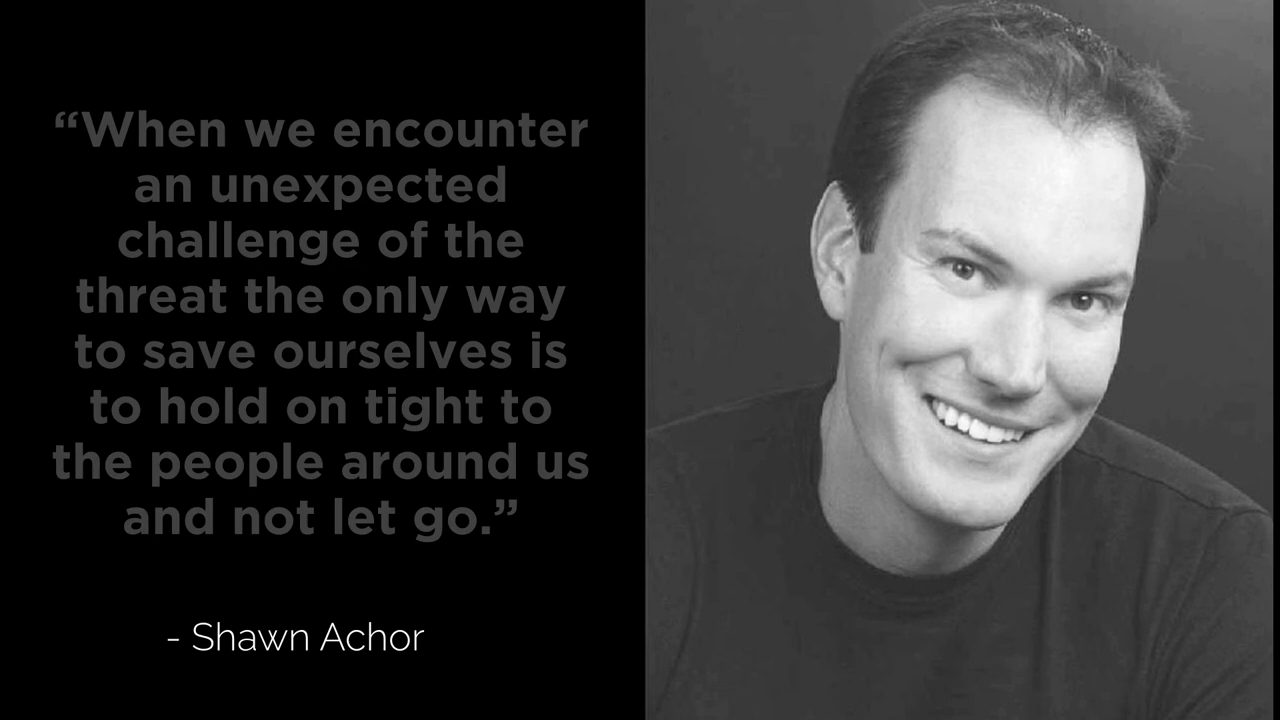 “When we encounter
an unexpected
challenge of the
threat the only way
to save ourselves is
to hold on tight to
the people around us
and not let go.”
- Shawn Achor